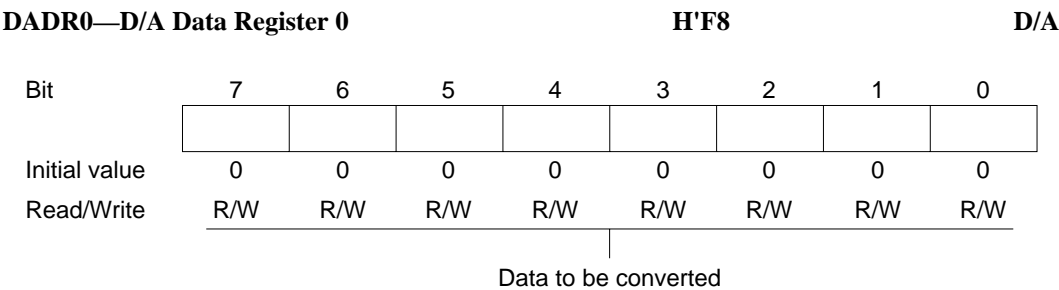 DADR0—D/A Data Register 0 H'F8 D/A
Bit 7 6 5 4 3 2 1 0
Initial value 0 0 0 0 0 0 0 0
Read/Write R/W R/W R/W R/W R/W R/W R/W R/W
Data to be converted